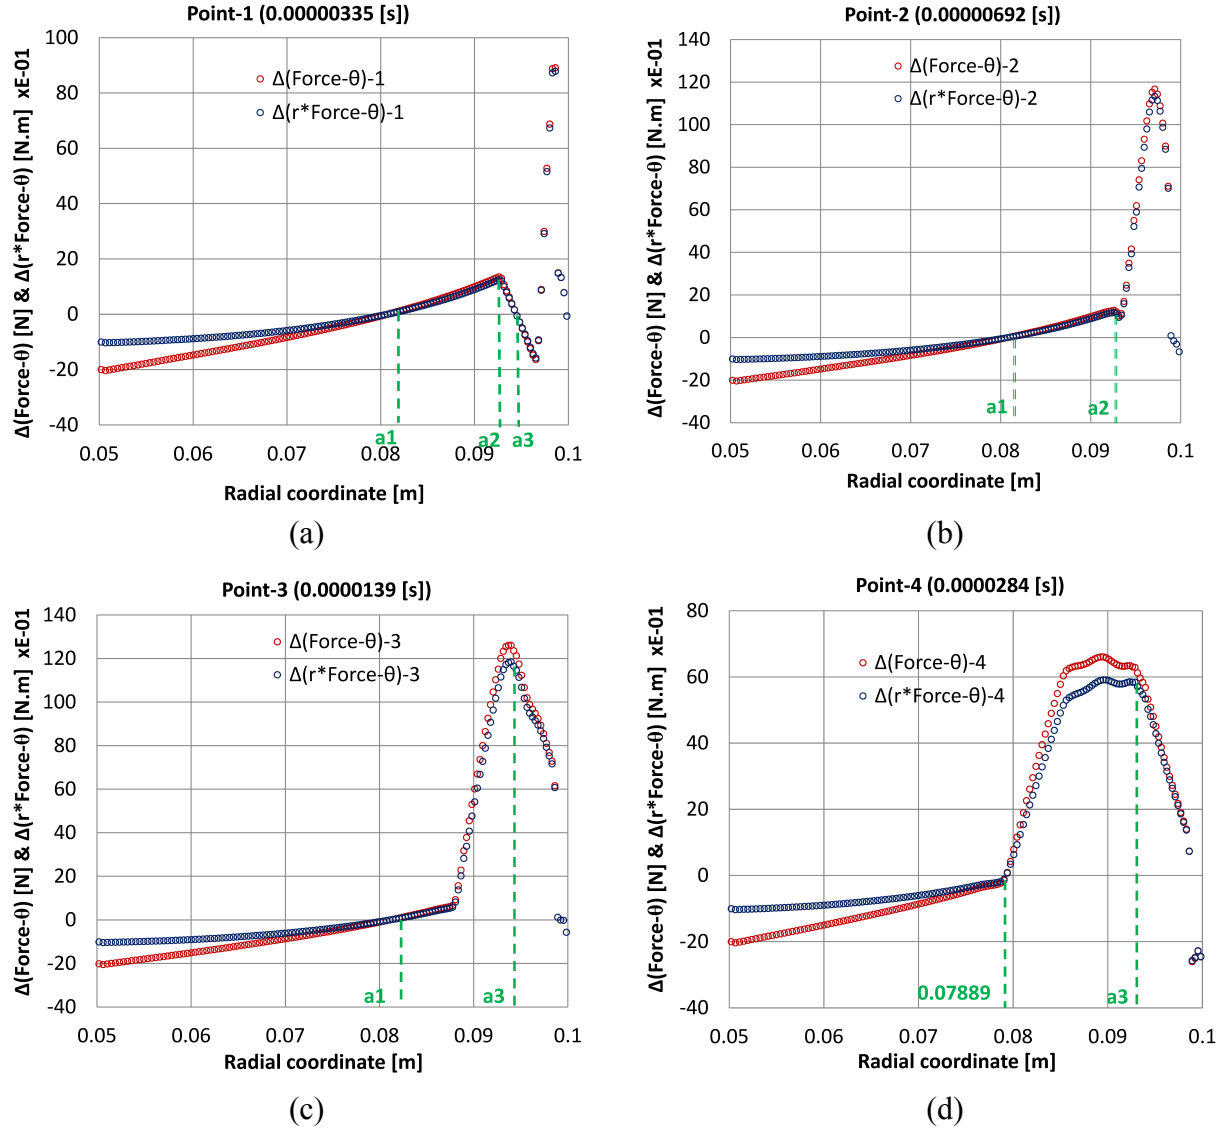 Point-1 (0.00000335 [s])
Δ(Force-θ) [N] & Δ(r*Force-θ) [N.m] xE-01
100
80
60
40
20
0
-20
-40
Δ(Force-θ)-1
Δ(r*Force-θ)-1
a1
a2
a3
0.05
0.06
0.07
0.08
0.09
0.1
Radial coordinate [m]
(a)
Point-2 (0.00000692 [s])
Δ(Force-θ) [N] & Δ(r*Force-θ) [N.m] xE-01
140
120
100
80
60
40
20
0
-20
-40
Δ(Force-θ)-2
Δ(r*Force-θ)-2
a1
a2
0.05
0.06
0.07
0.08
0.09
0.1
Radial coordinate [m]
(b)
Point-3 (0.0000139 [s])
Δ(Force-θ) [N] & Δ(r*Force-θ) [N.m] xE-01
140
120
100
80
60
40
20
0
-20
-40
Δ(Force-θ)-3
Δ(r*Force-θ)-3
a1
a3
0.05
0.06
0.07
0.08
0.09
0.1
Radial coordinate [m]
(c)
Point-4 (0.0000284 [s])
Δ(Force-θ) [N] & Δ(r*Force-θ) [N.m] xE-01
80
60
40
20
0
-20
-40
Δ(Force-θ)-4
Δ(r*Force-θ)-4
0.07889
a3
0.05
0.06
0.07
0.08
0.09
0.1
Radial coordinate [m]
(d)